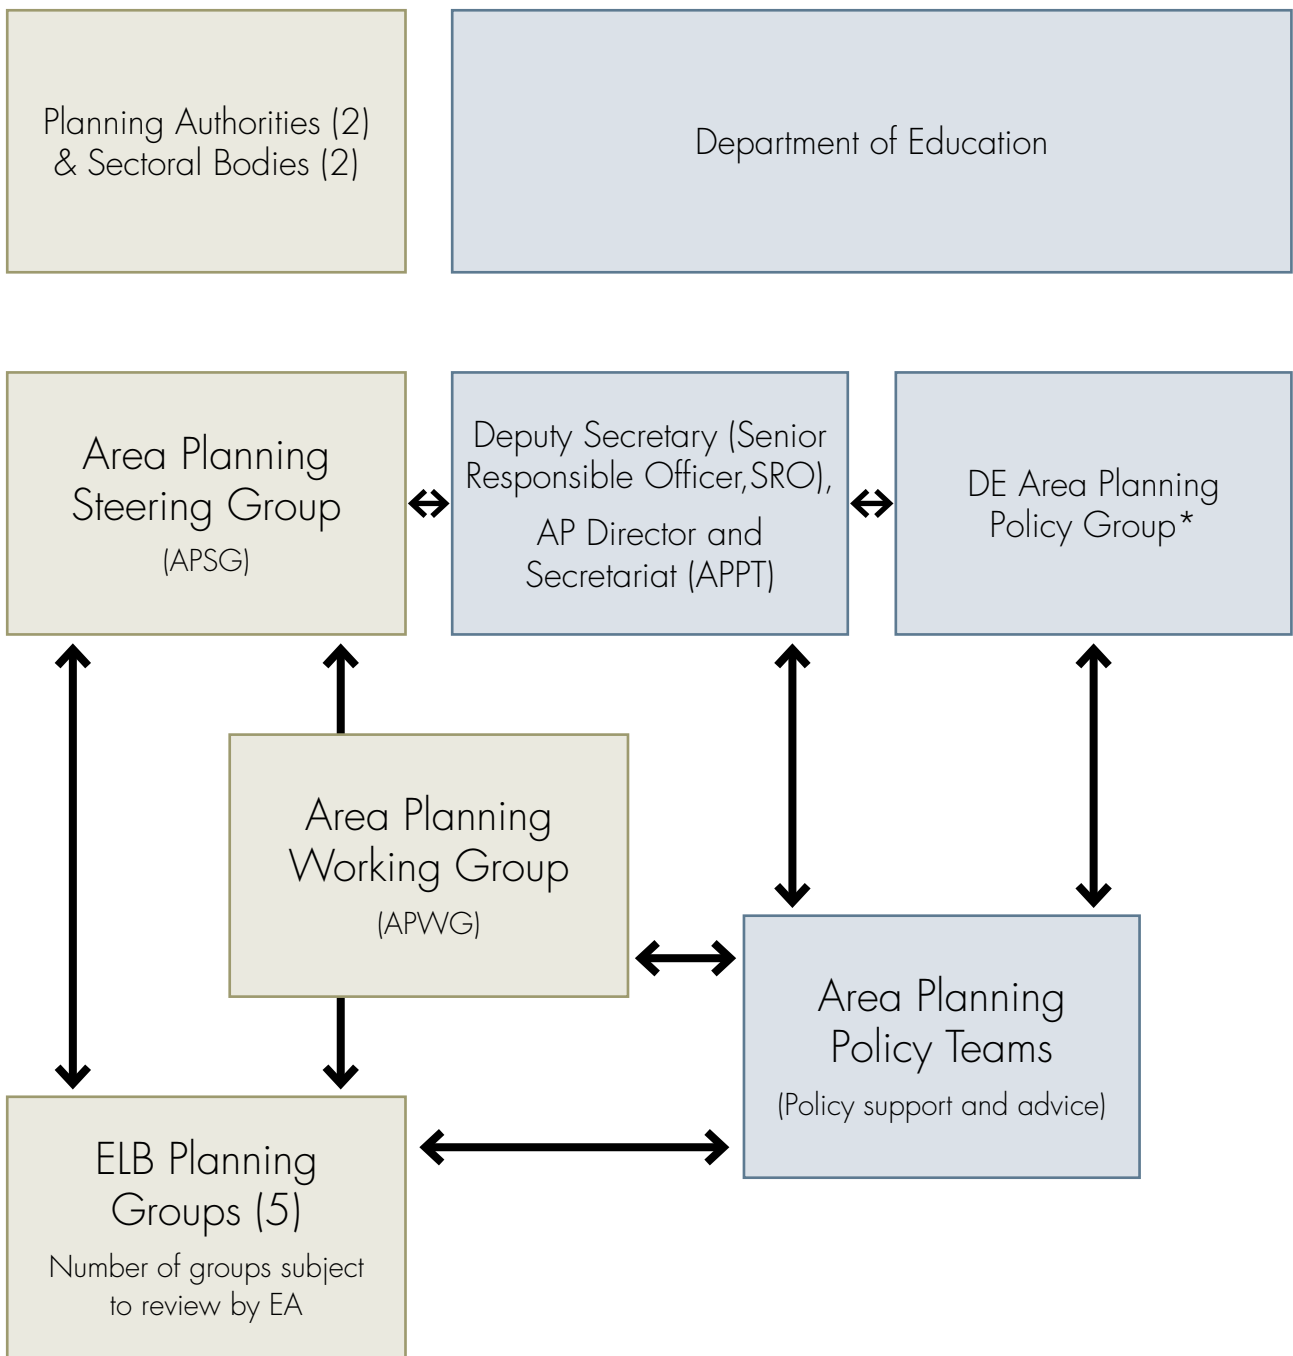 Planning Authorities (2)
& Sectoral Bodies (2)
Department of Education
Area Planning
Steering Group
(APSG)
Deputy Secretary (Senior
Responsible Officer,SRO),
AP Director and
Secretariat (APPT)
DE Area Planning
Policy Group*
Area Planning
Working Group
(APWG)
Area Planning
Policy Teams
(Policy support and advice)
ELB Planning
Groups (5)
Number of groups subject
to review by EA